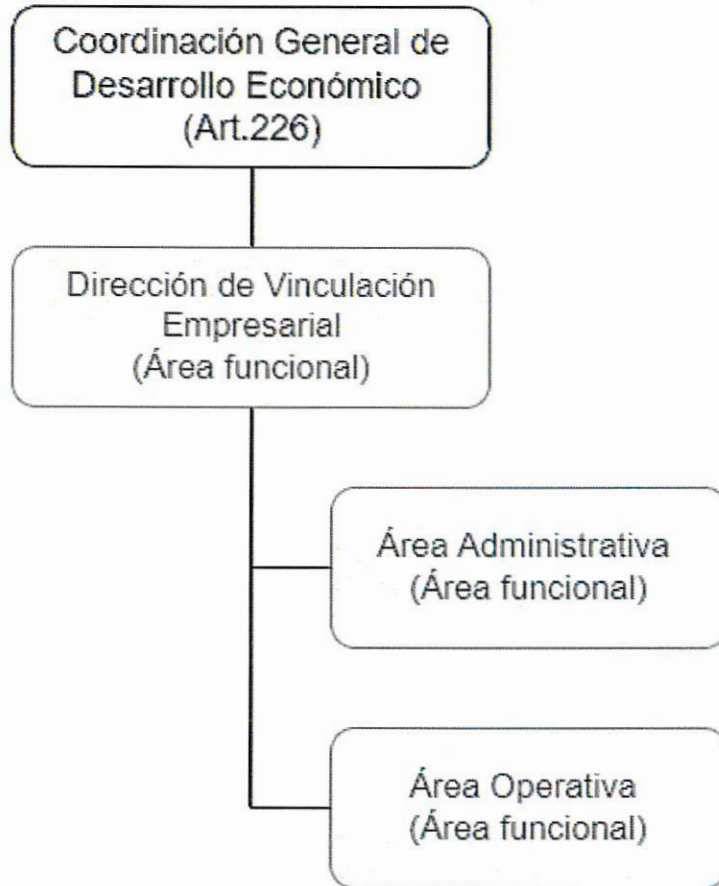 Coordinación General de
Desarrollo Económico
(Art.226)
Dirección de Vinculación
Empresarial
(Área funcional)
Área Administrativa
(Área funcional)
Área Operativa
(Área funcional)